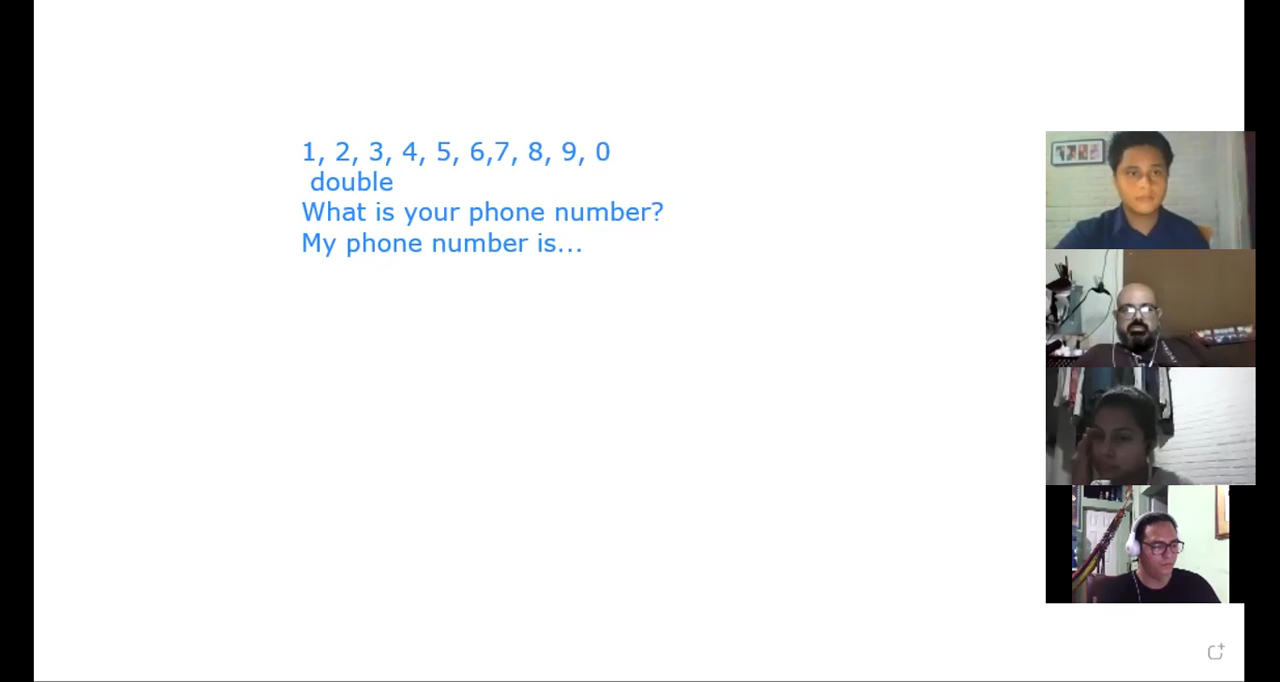 1, 2, 3, 4, 5, 6,7, 8, 9, 0
double
What is your phone number?
My phone number is...